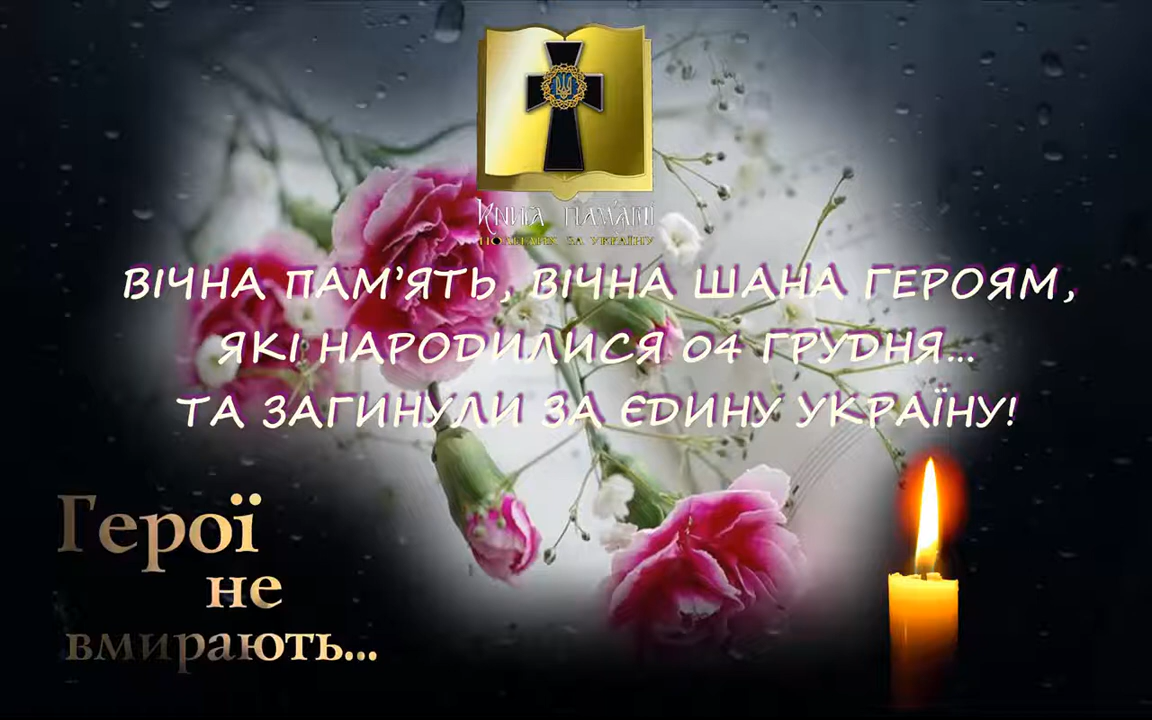 Книга пам'яті
полеглих за Україну
ВІЧНА ПАМ’ЯТЬ, ВІЧНА ШАНА ГЕРОЯМ,
ЯКІ НАРОДИЛИСЯ 04 ГРУДНЯ...
ТА ЗАГИНУЛИ ЗА ЄДИНУ УКРАЇНУ!
Герої
не
вмирають...